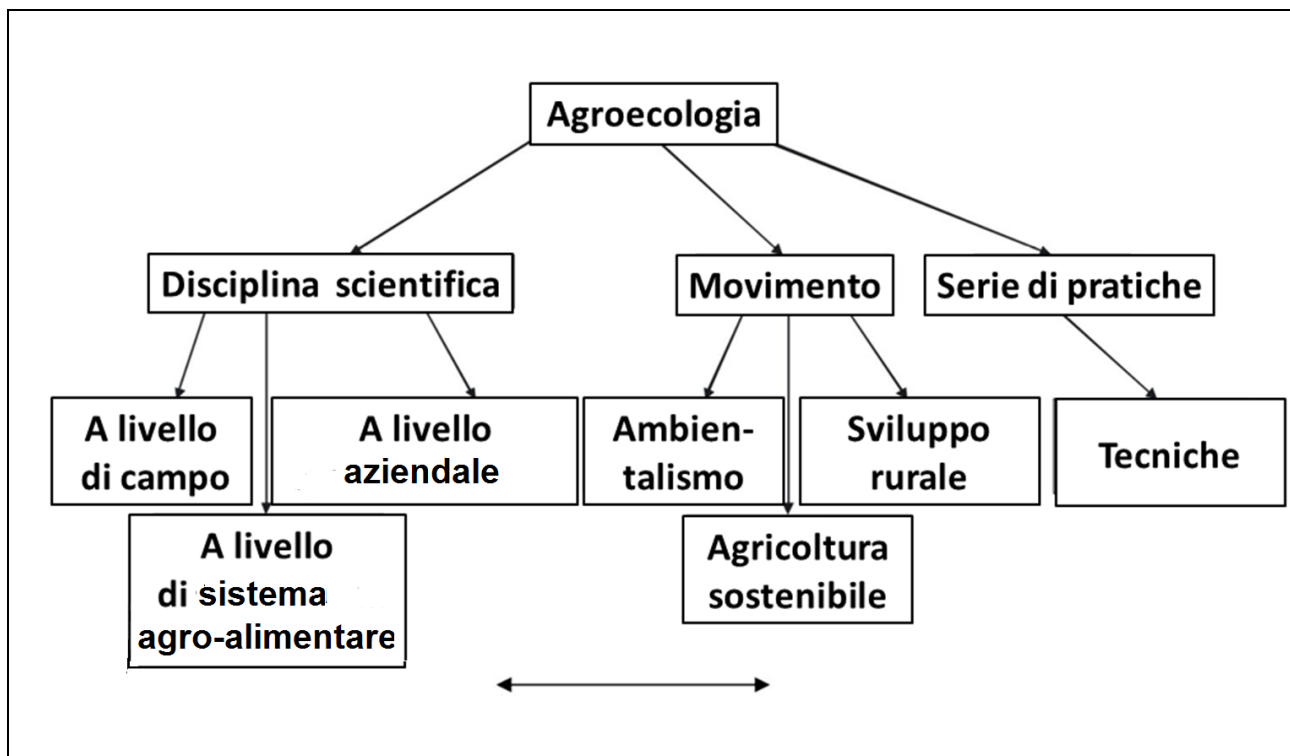 Agroecologia
Disciplina scientifica
Movimento
Serie di pratiche
A livello
di campo
A livello
aziendale
Ambien-
talismo
Sviluppo
rurale
Tecniche
A livello
di sistema
agro-alimentare
Agricoltura
sostenibile